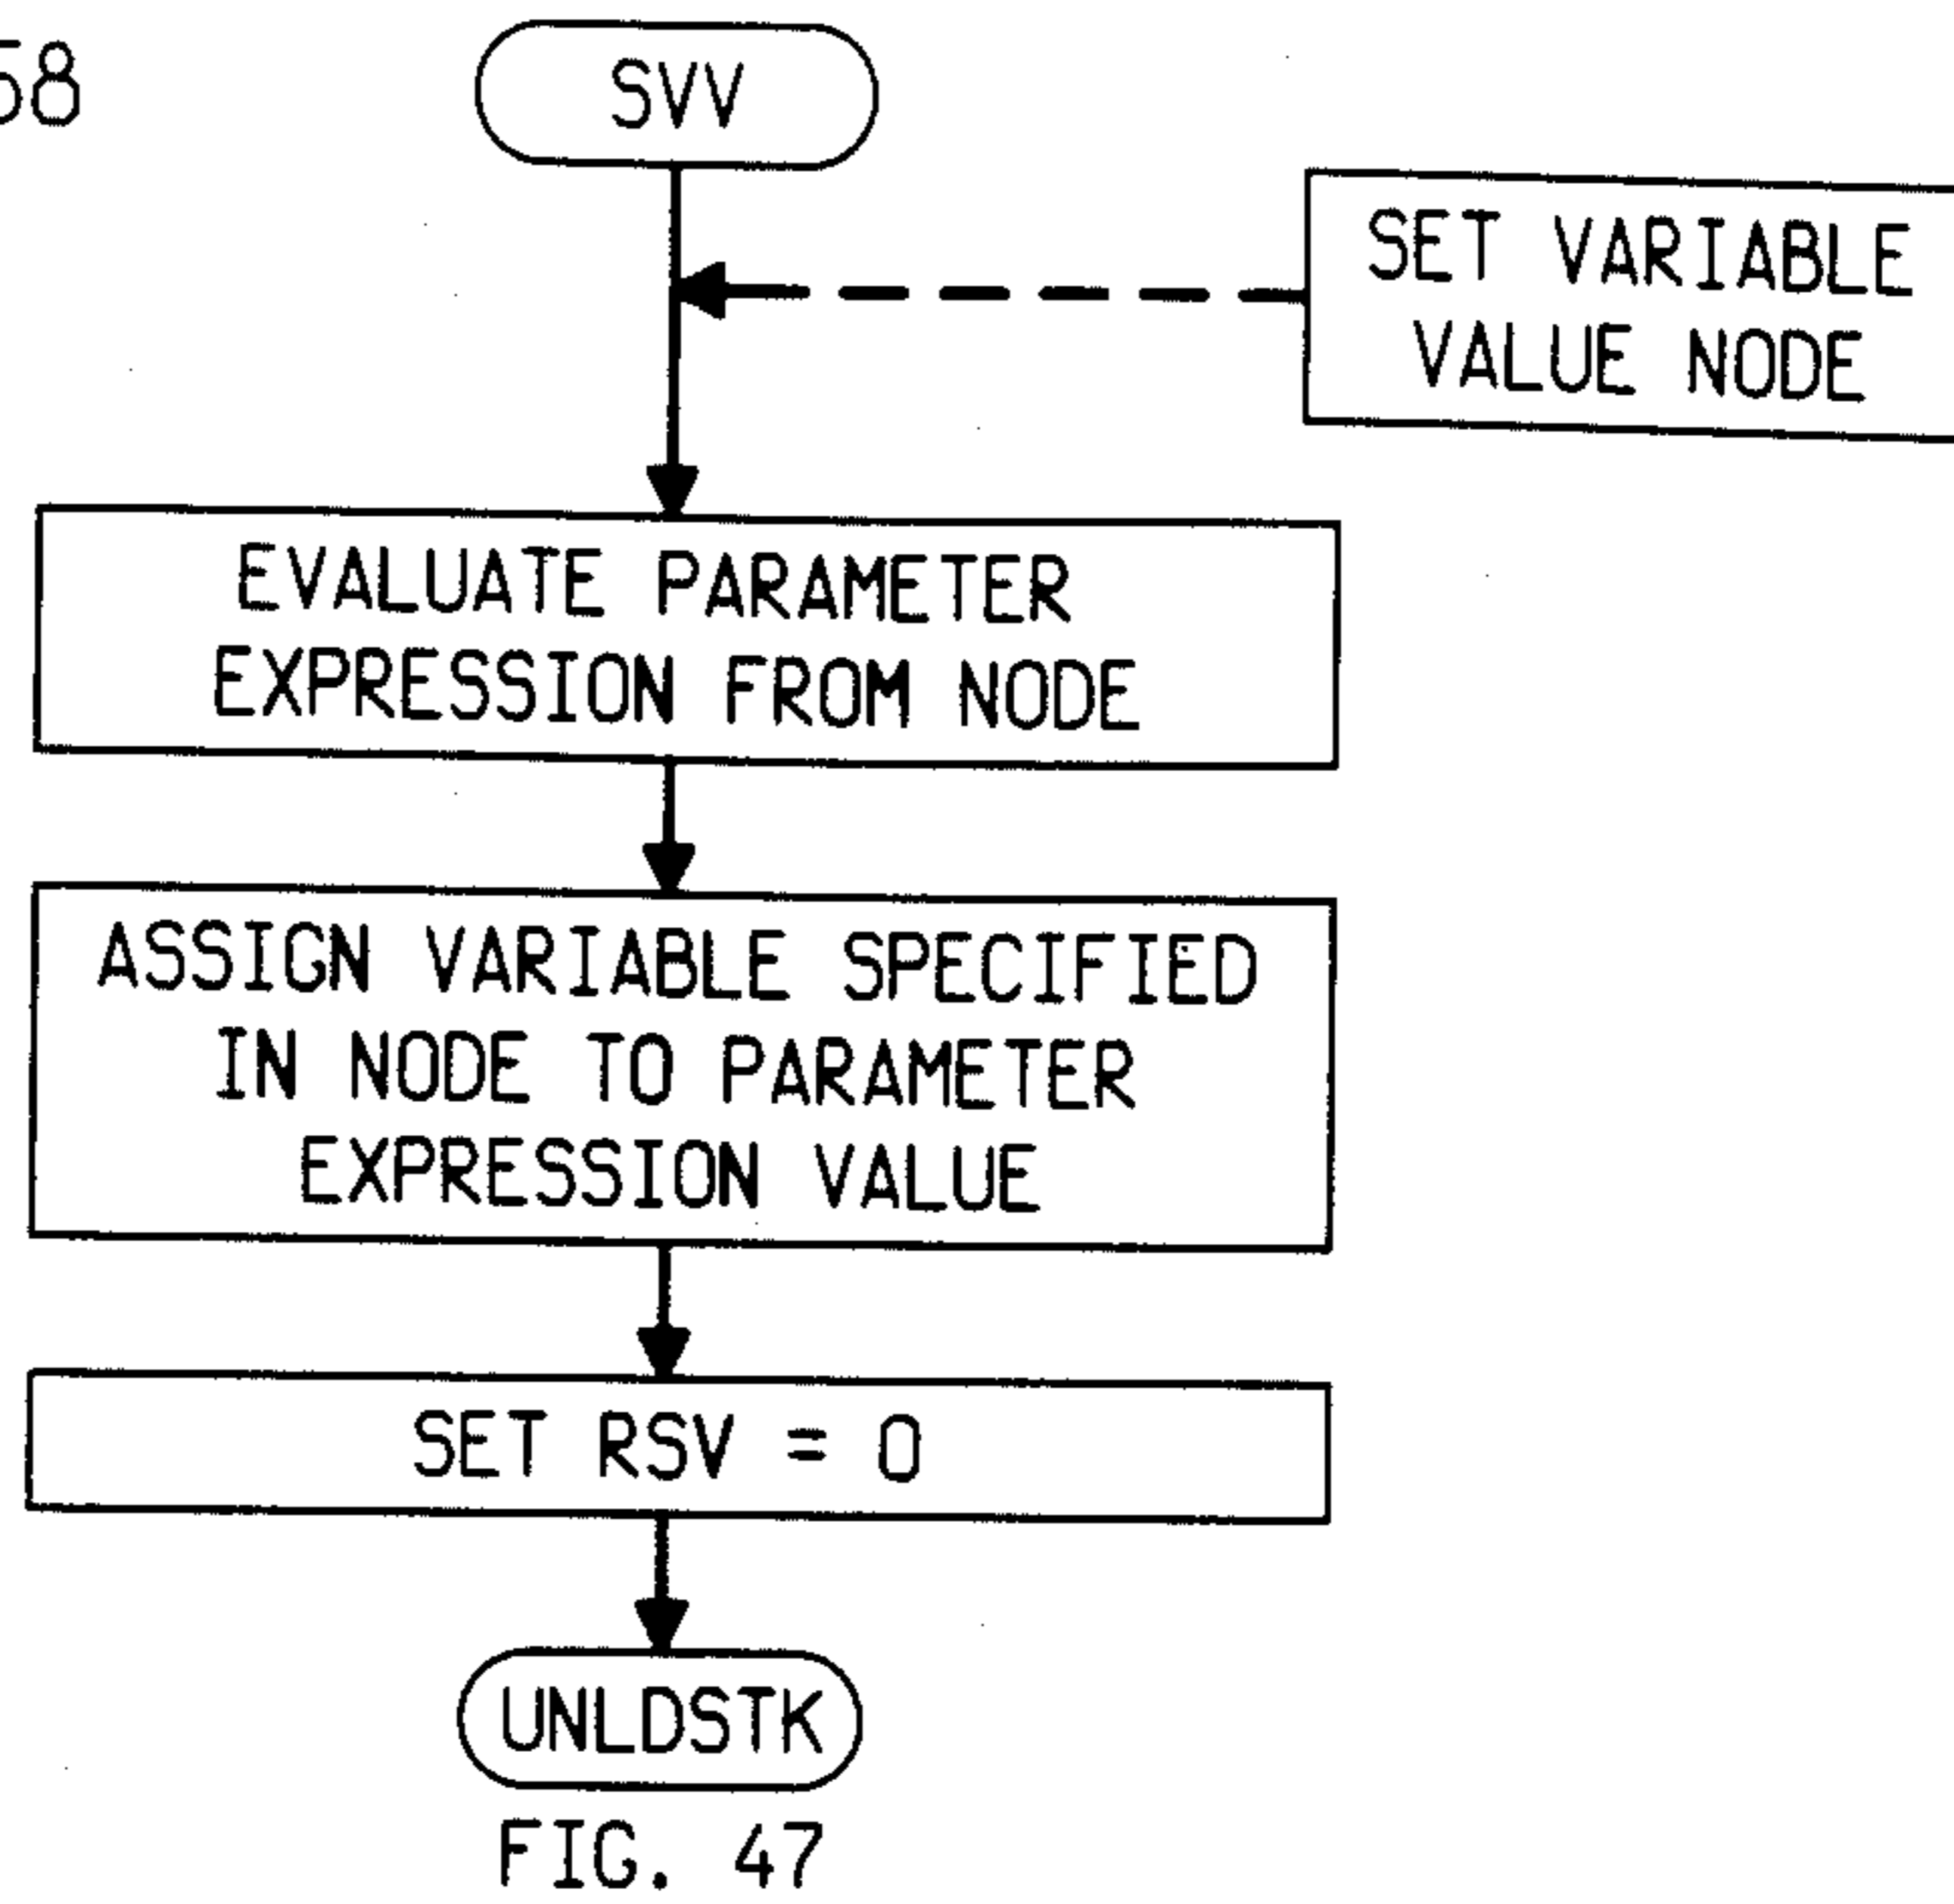 58
SVV
SET VARIABLE
VALUE NODE
EVALUATE PARAMETER
EXPRESSION FROM NODE
ASSIGN VARIABLE SPECIFIED
IN NODE TO PARAMETER
EXPRESSION VALUE
SET RSV = 0
UNLDSTK
FIG. 47